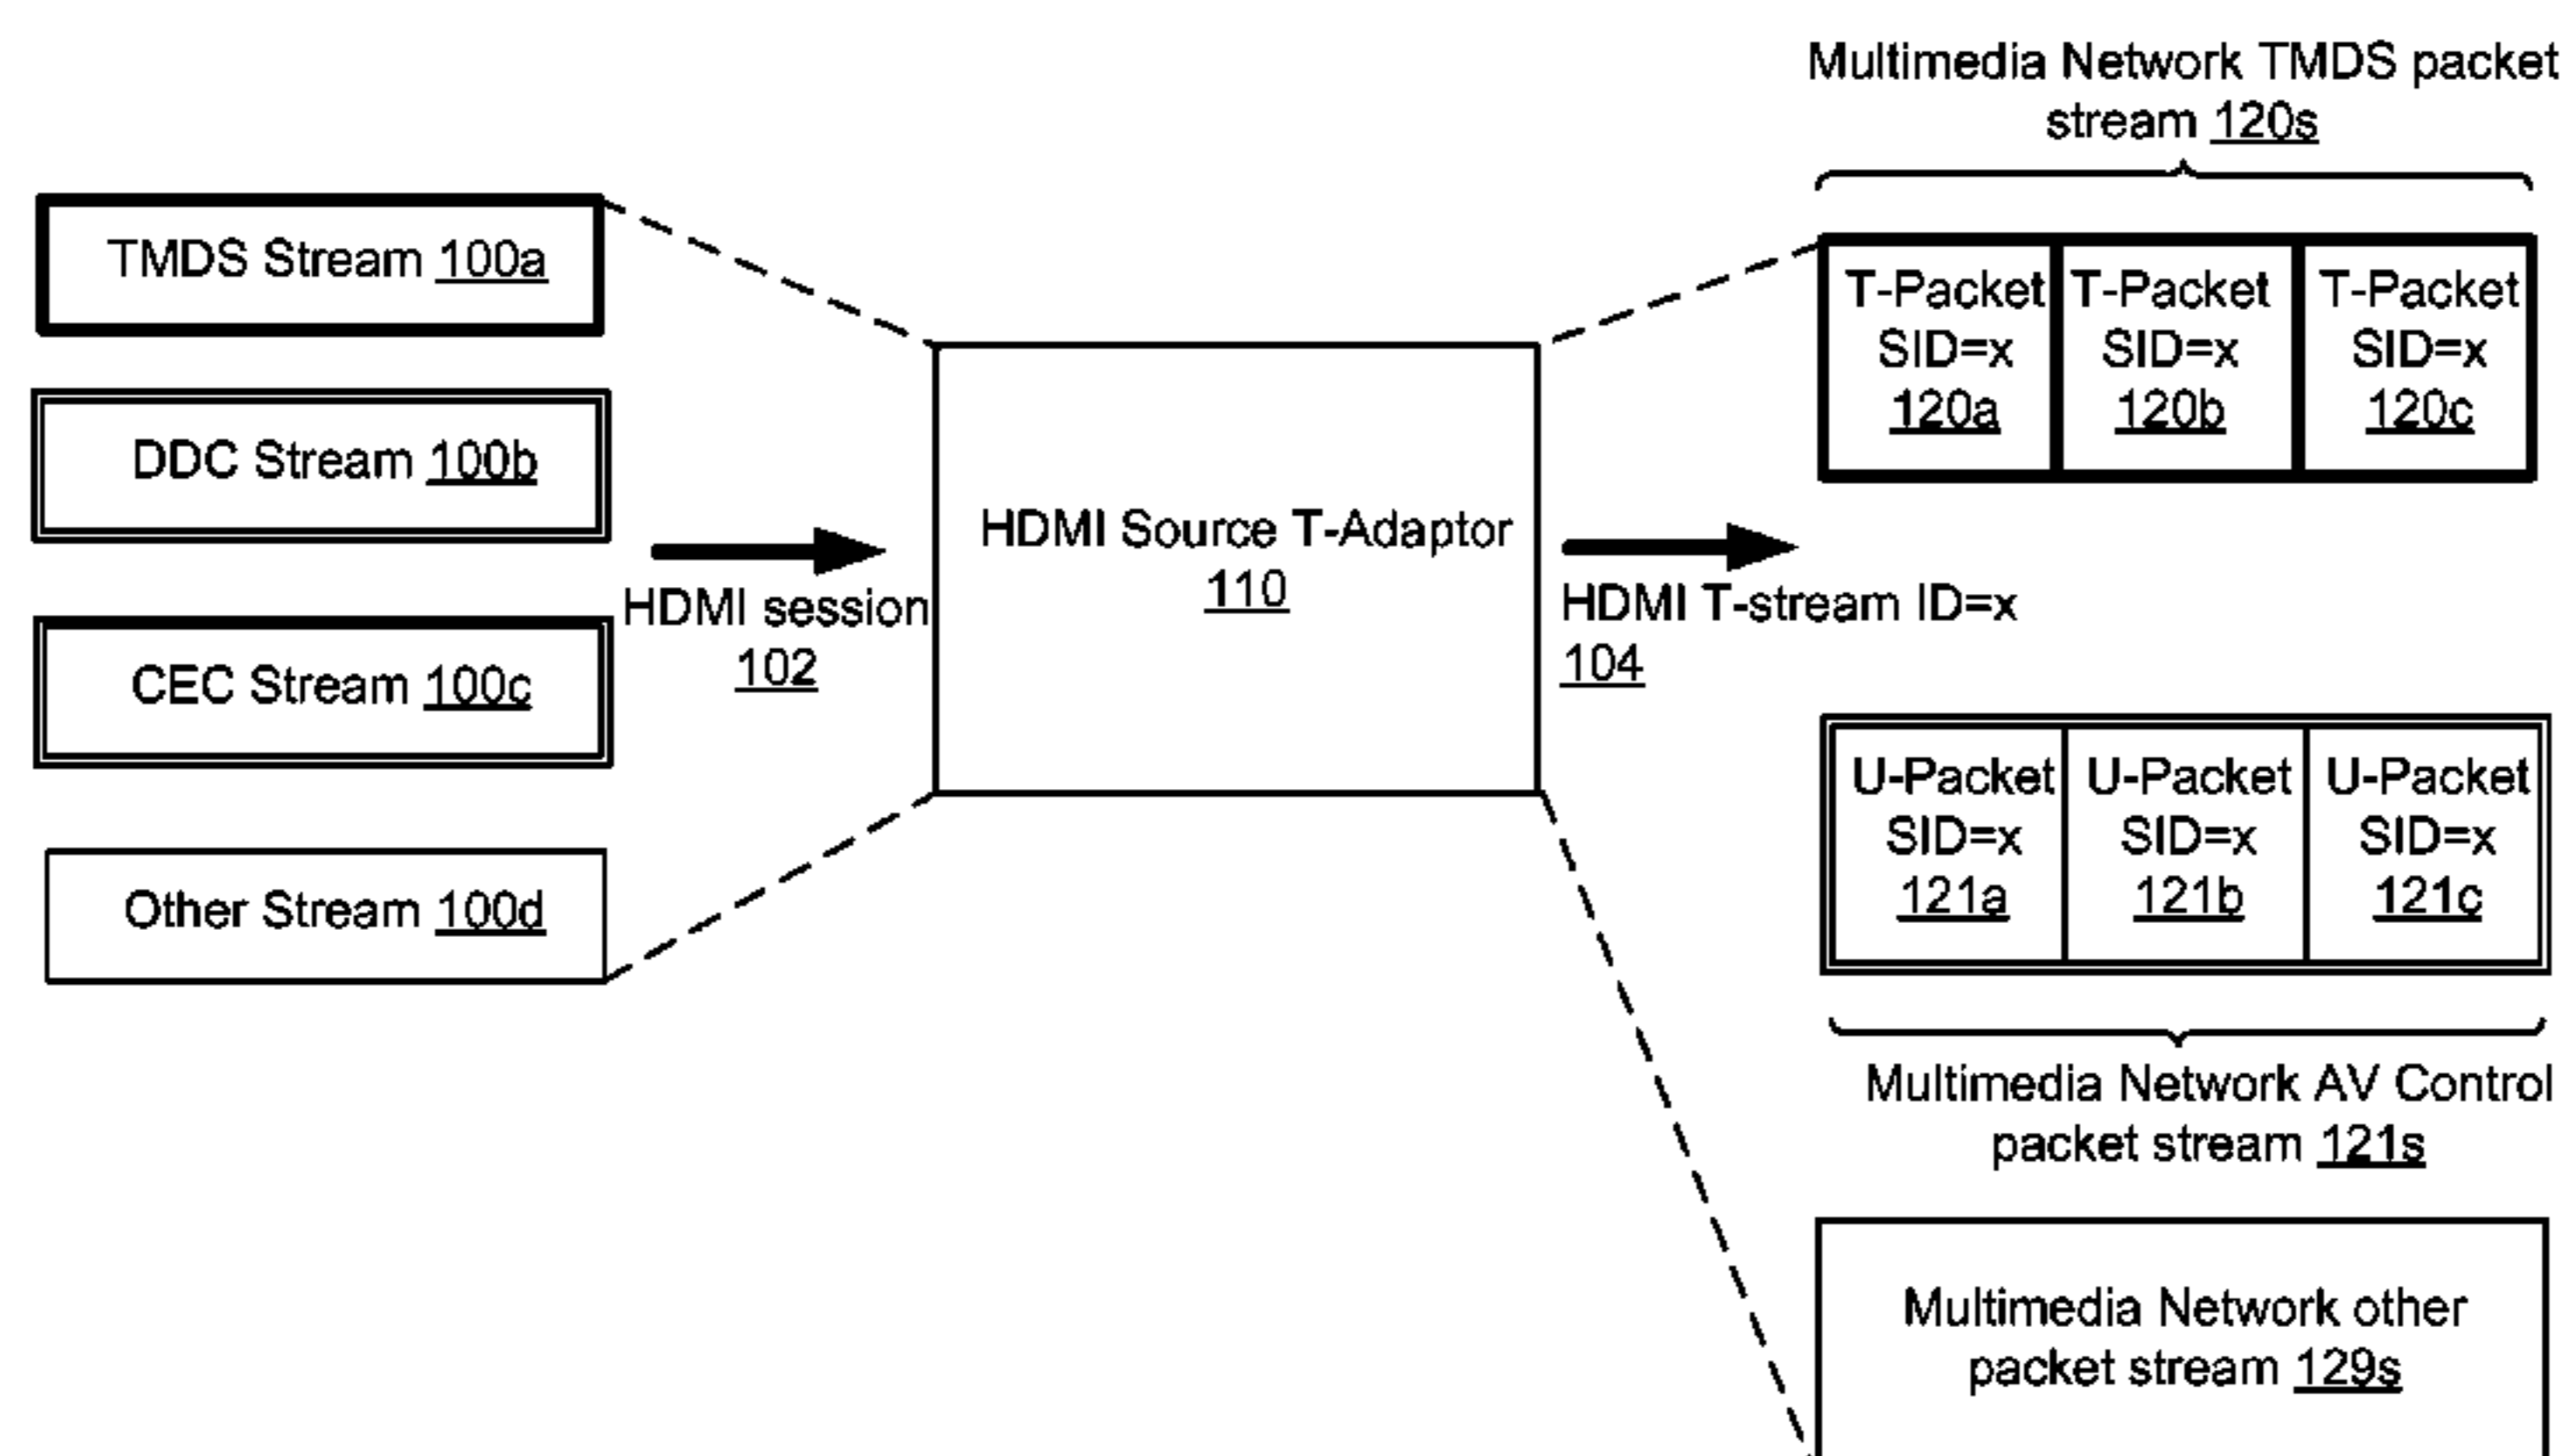 Multimedia Network TMDS packet
stream 120s
TMDS Stream 100a
DDC Stream 100b
CEC Stream 100c
Other Stream 100d
HDMI session
102
HDMI Source T-Adaptor
110
HDMI T-stream ID=x
104
T-Packet
SID=x
120a
T-Packet
SID=x
120b
T-Packet
SID=x
120c
U-Packet
SID=x
121a
U-Packet
SID=x
121b
U-Packet
SID=x
121c
Multimedia Network AV Control
packet stream 121s
Multimedia Network other
packet stream 129s